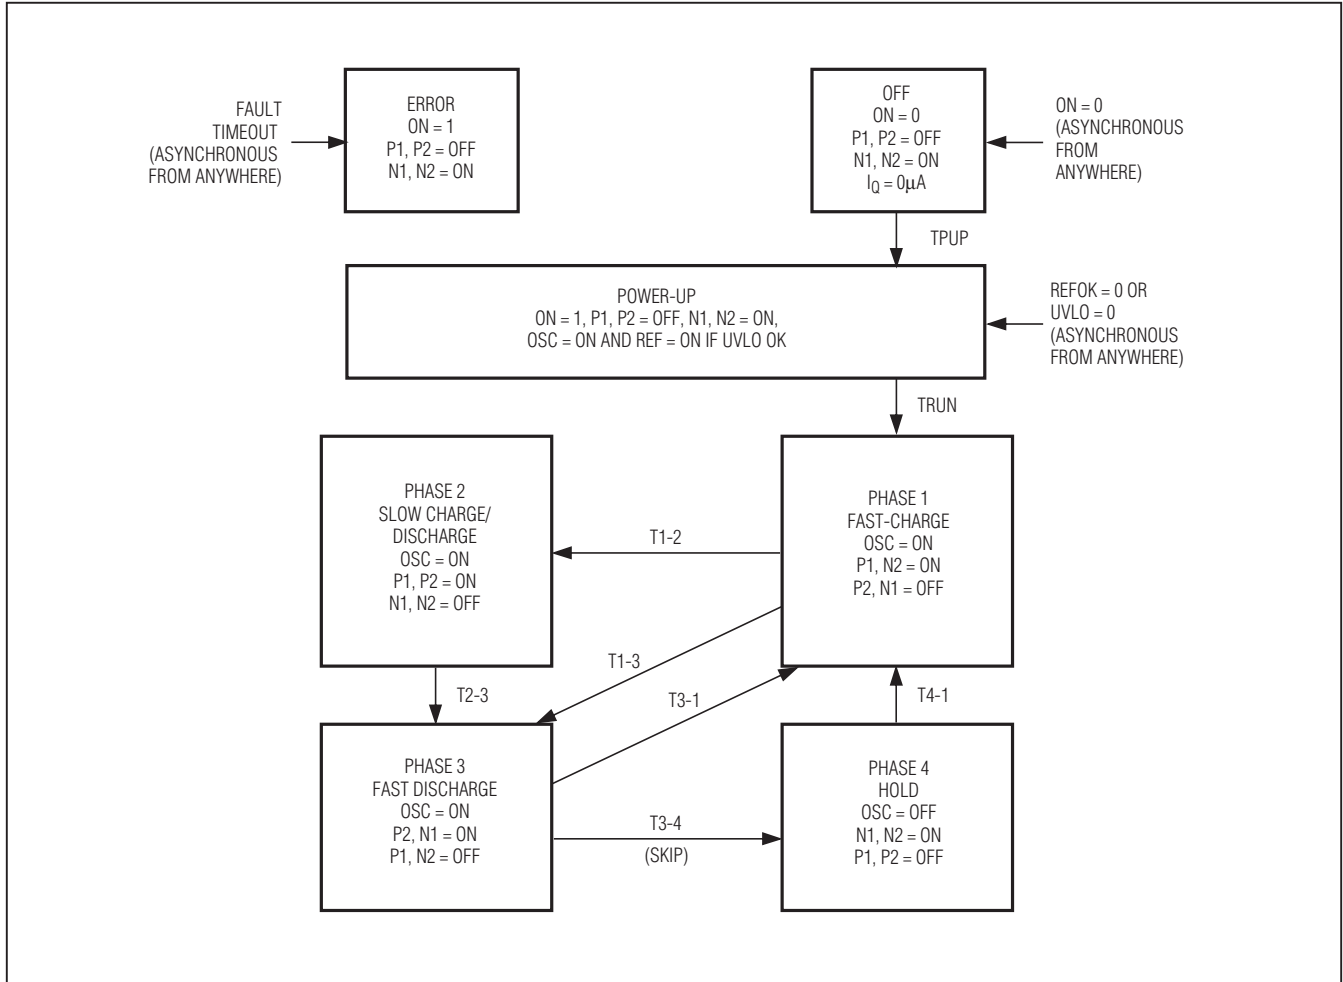 FAULT
TIMEOUT
(ASYNCHRONOUS
FROM ANYWHERE)
ERROR
ON = 1
P1, P2 = OFF
N1, N2 = ON
OFF
ON = 0
P1, P2 = OFF
N1, N2 = ON
IQ = 0µA
ON = 0
(ASYNCHRONOUS
FROM
ANYWHERE)
TPUP
POWER-UP
ON = 1, P1, P2 = OFF, N1, N2 = ON,
OSC = ON AND REF = ON IF UVLO OK
REFOK = 0 OR
UVLO = 0
(ASYNCHRONOUS
FROM ANYWHERE)
TRUN
PHASE 2
SLOW CHARGE/
DISCHARGE
OSC = ON
P1, P2 = ON
N1, N2 = OFF
T1-2
PHASE 1
FAST-CHARGE
OSC = ON
P1, N2 = ON
P2, N1 = OFF
T1-3
T3-1
T2-3
T4-1
PHASE 3
FAST DISCHARGE
OSC = ON
P2, N1 = ON
P1, N2 = OFF
T3-4
(SKIP)
PHASE 4
HOLD
OSC = OFF
N1, N2 = ON
P1, P2 = OFF